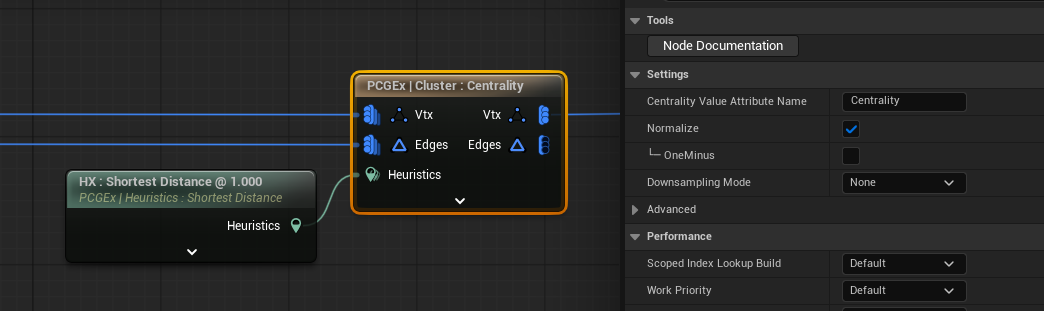 PCGEx | Cluster : Centrality
Vtx
Vtx
Edges
Edges
Heuristics
HX : Shortest Distance @ 1.000
PCGEx | Heuristics : Shortest Distance
Heuristics
Tools
Node Documentation
Settings
Centrality Value Attribute Name
Centrality
Normalize
OneMinus
Downsampling Mode
None
Advanced
Performance
Scoped Index Lookup Build
Default
Work Priority
Default